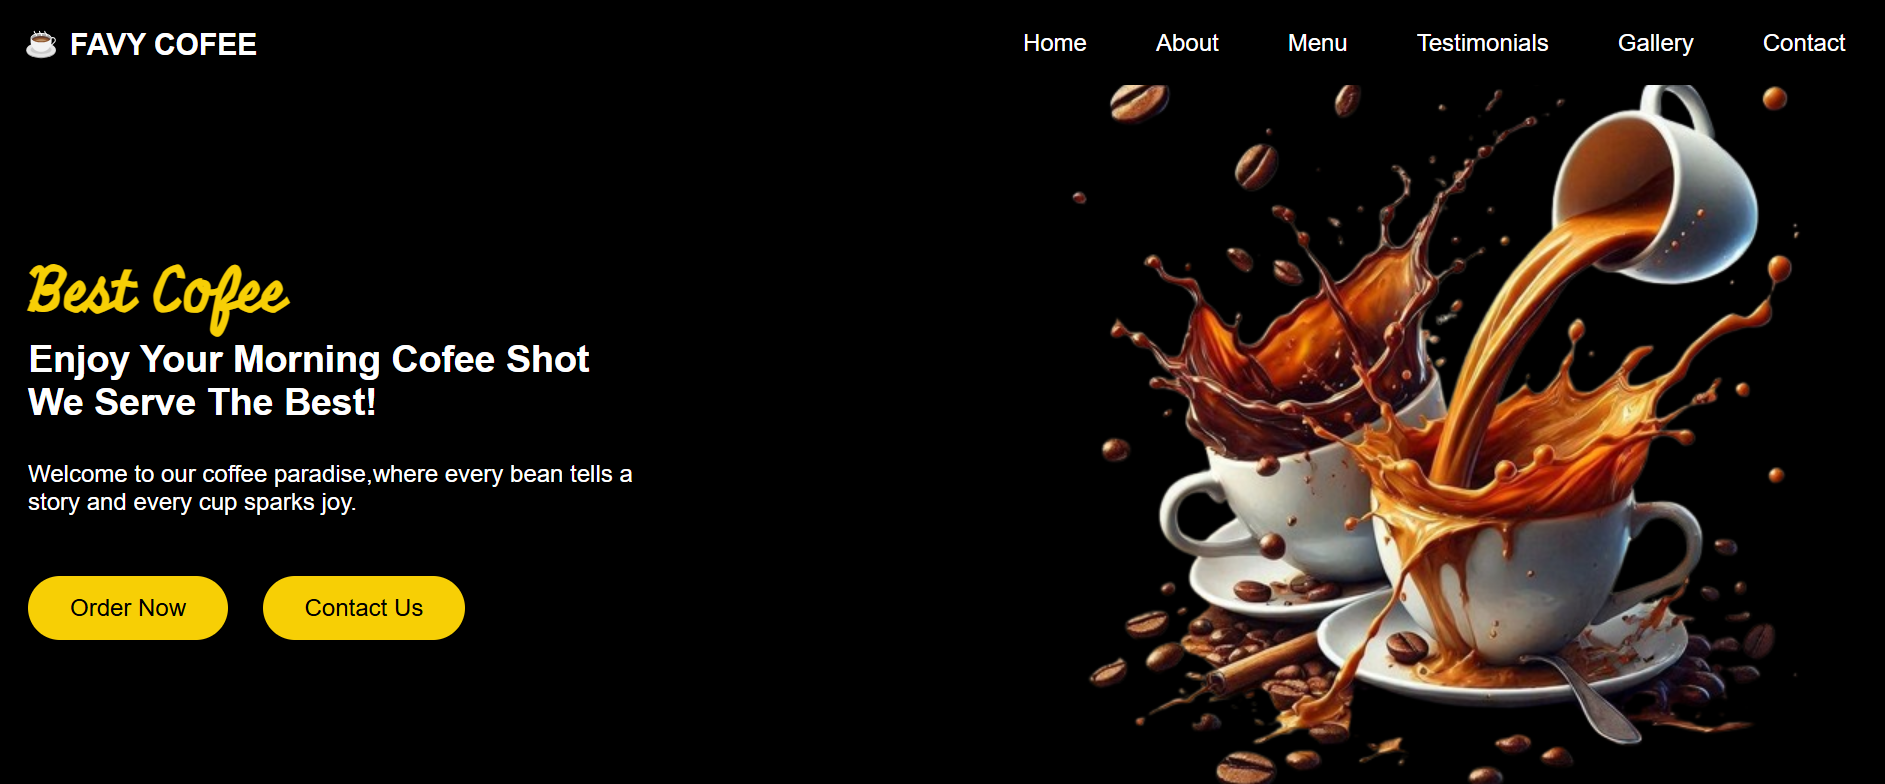 FAVY COFEE
Home About Menu Testimonials Gallery Contact
Best Cofee
Enjoy Your Morning Cofee Shot
We Serve The Best!
Welcome to our coffee paradise,where every bean tells a
story and every cup sparks joy.
Order Now Contact Us